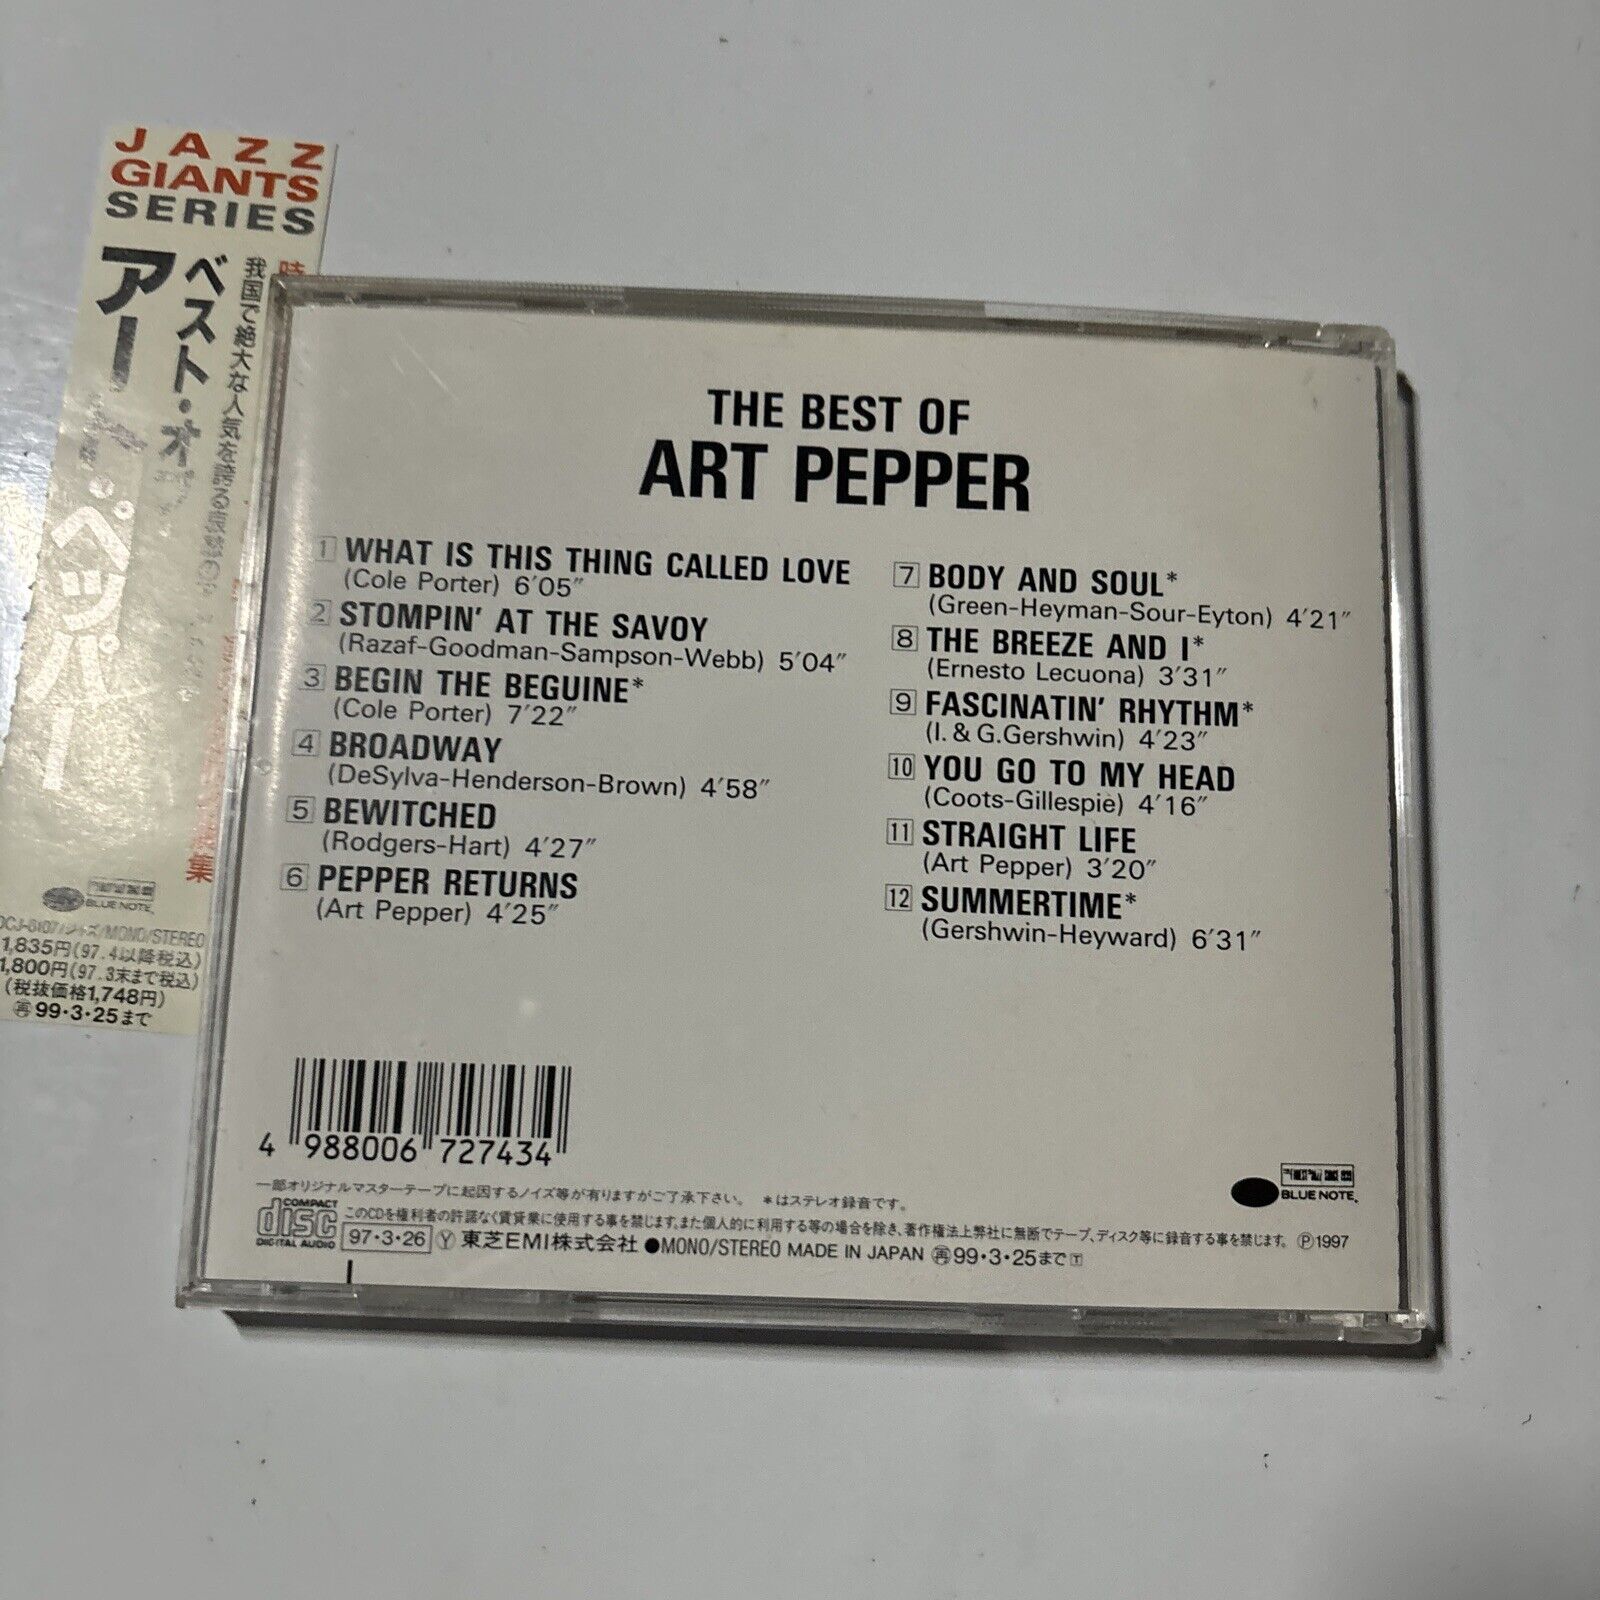 JAZZ
GIANTS
SERIES
ベスト・オ
アート
ペッパー
我国で絶大な人気を誇る
時
集
BLUE NOTE
1,835円(97.4以降税込)
1,800円(97.3末まで税込)
(税抜価格1,748円)
再99・3・25まで
THE BEST OF
ART PEPPER
1 WHAT IS THIS THING CALLED LOVE
(Cole Porter) 6′05″
2 STOMPIN' AT THE SAVOY
(Razaf-Goodman-Sampson-Webb) 5′04″
3 BEGIN THE BEGUINE*
(Cole Porter) 7′22″
4 BROADWAY
(DeSylva-Henderson-Brown) 4′58″
5 BEWITCHED
(Rodgers-Hart) 4′27″
6 PEPPER RETURNS
(Art Pepper) 4′25″
7 BODY AND SOUL*
(Green-Heyman-Sour-Eyton) 4′21″
8 THE BREEZE AND I*
(Ernesto Lecuona) 3′31″
9 FASCINATIN' RHYTHM*
(I. & G.Gershwin) 4′23″
10 YOU GO TO MY HEAD
(Coots-Gillespie) 4′16″
11 STRAIGHT LIFE
(Art Pepper) 3′20″
12 SUMMERTIME*
(Gershwin-Heyward) 6′31″
4 988006 727434
一部オリジナルマスターテープに起因するノイズ等が有りますがご了承下さい。 *はステレオ録音です。
COMPACT disc DIGITAL AUDIO
このCDを権利者の許諾なく賃貸業に使用する事を禁じます。また個人的に利用する等の場合を除き、著作権法上弊社に無断でテープ、ディスク等に録音する事を禁じます。 Ⓟ1997
97・3・26 Ⓨ 東芝EMI株式会社 ●MONO/STEREO MADE IN JAPAN 再99・3・25まで T
BLUE NOTE